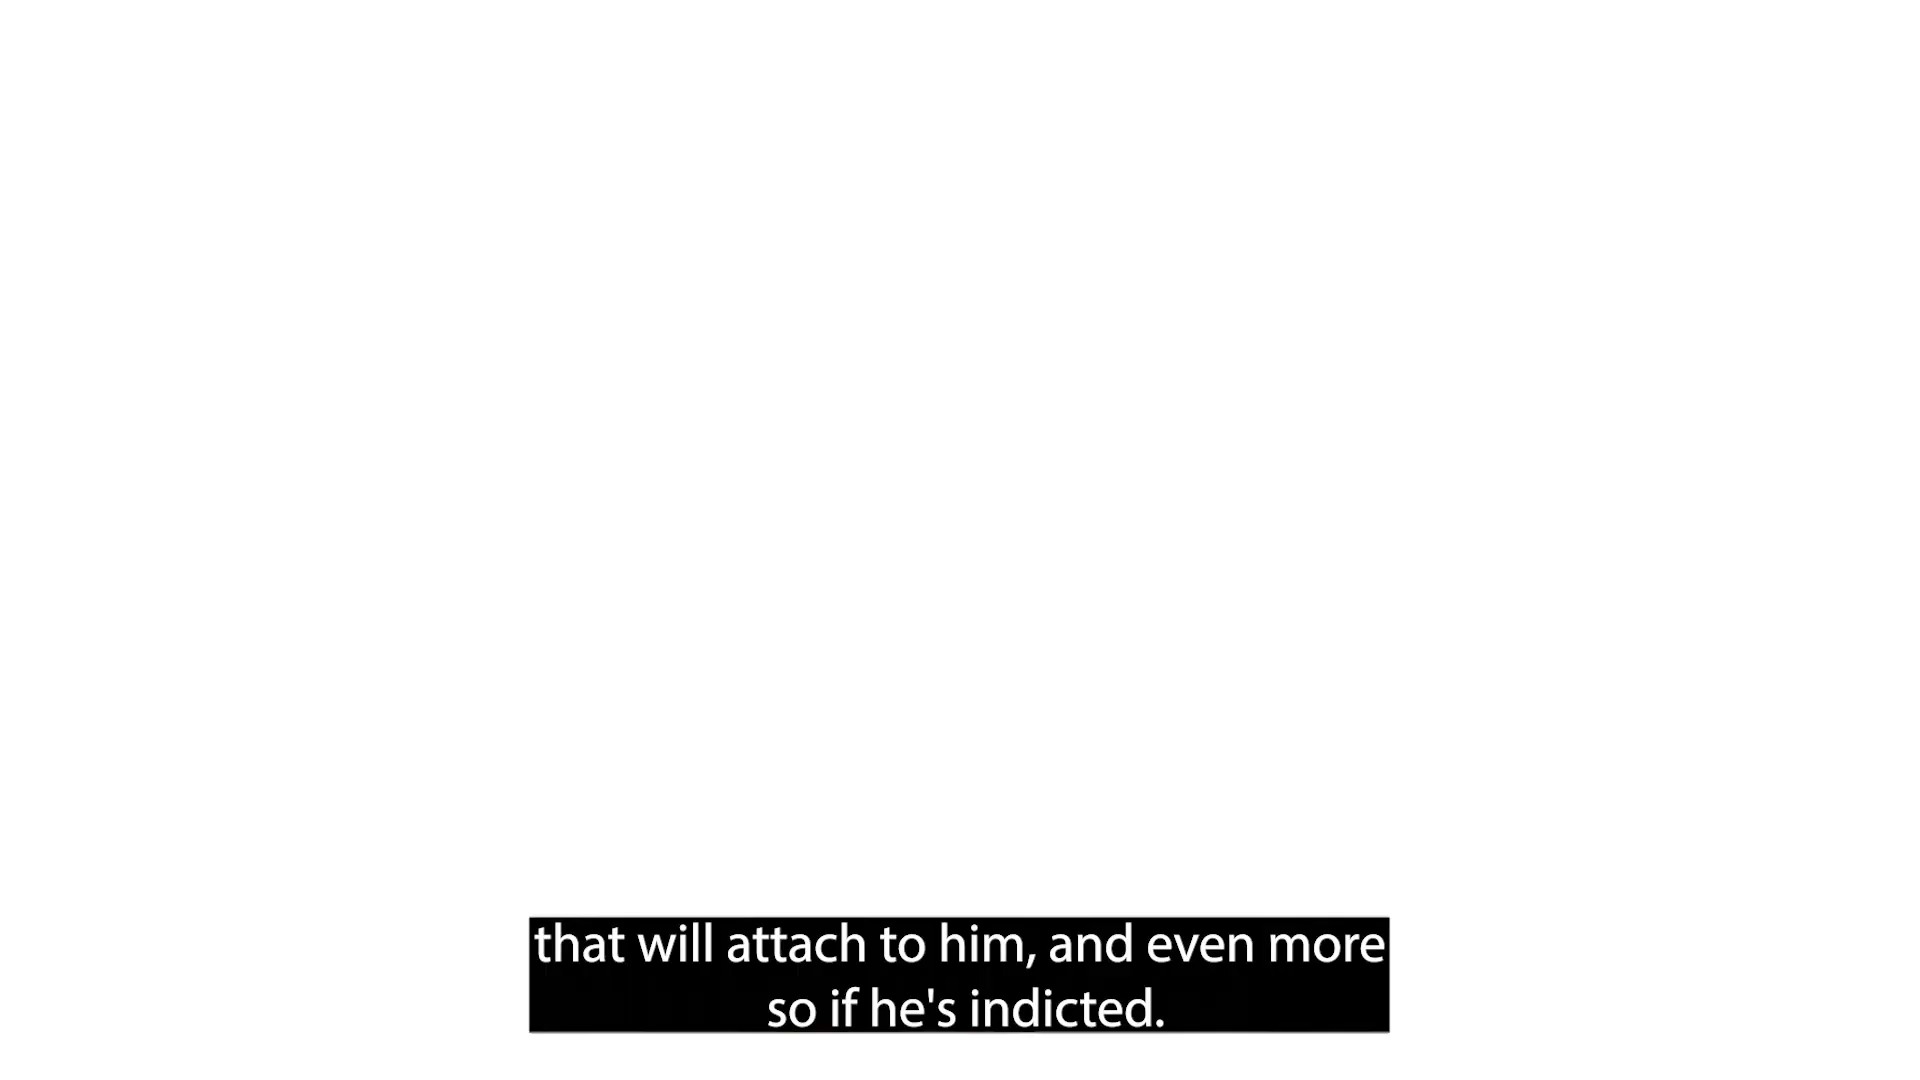 that will attach to him, and even more
so if he's indicted.